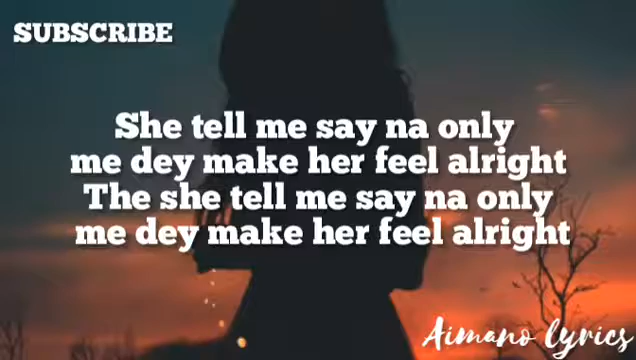 SUBSCRIBE
She tell me say na only
me dey make her feel alright
The she tell me say na only
me dey make her feel alright
Aimano lyrics